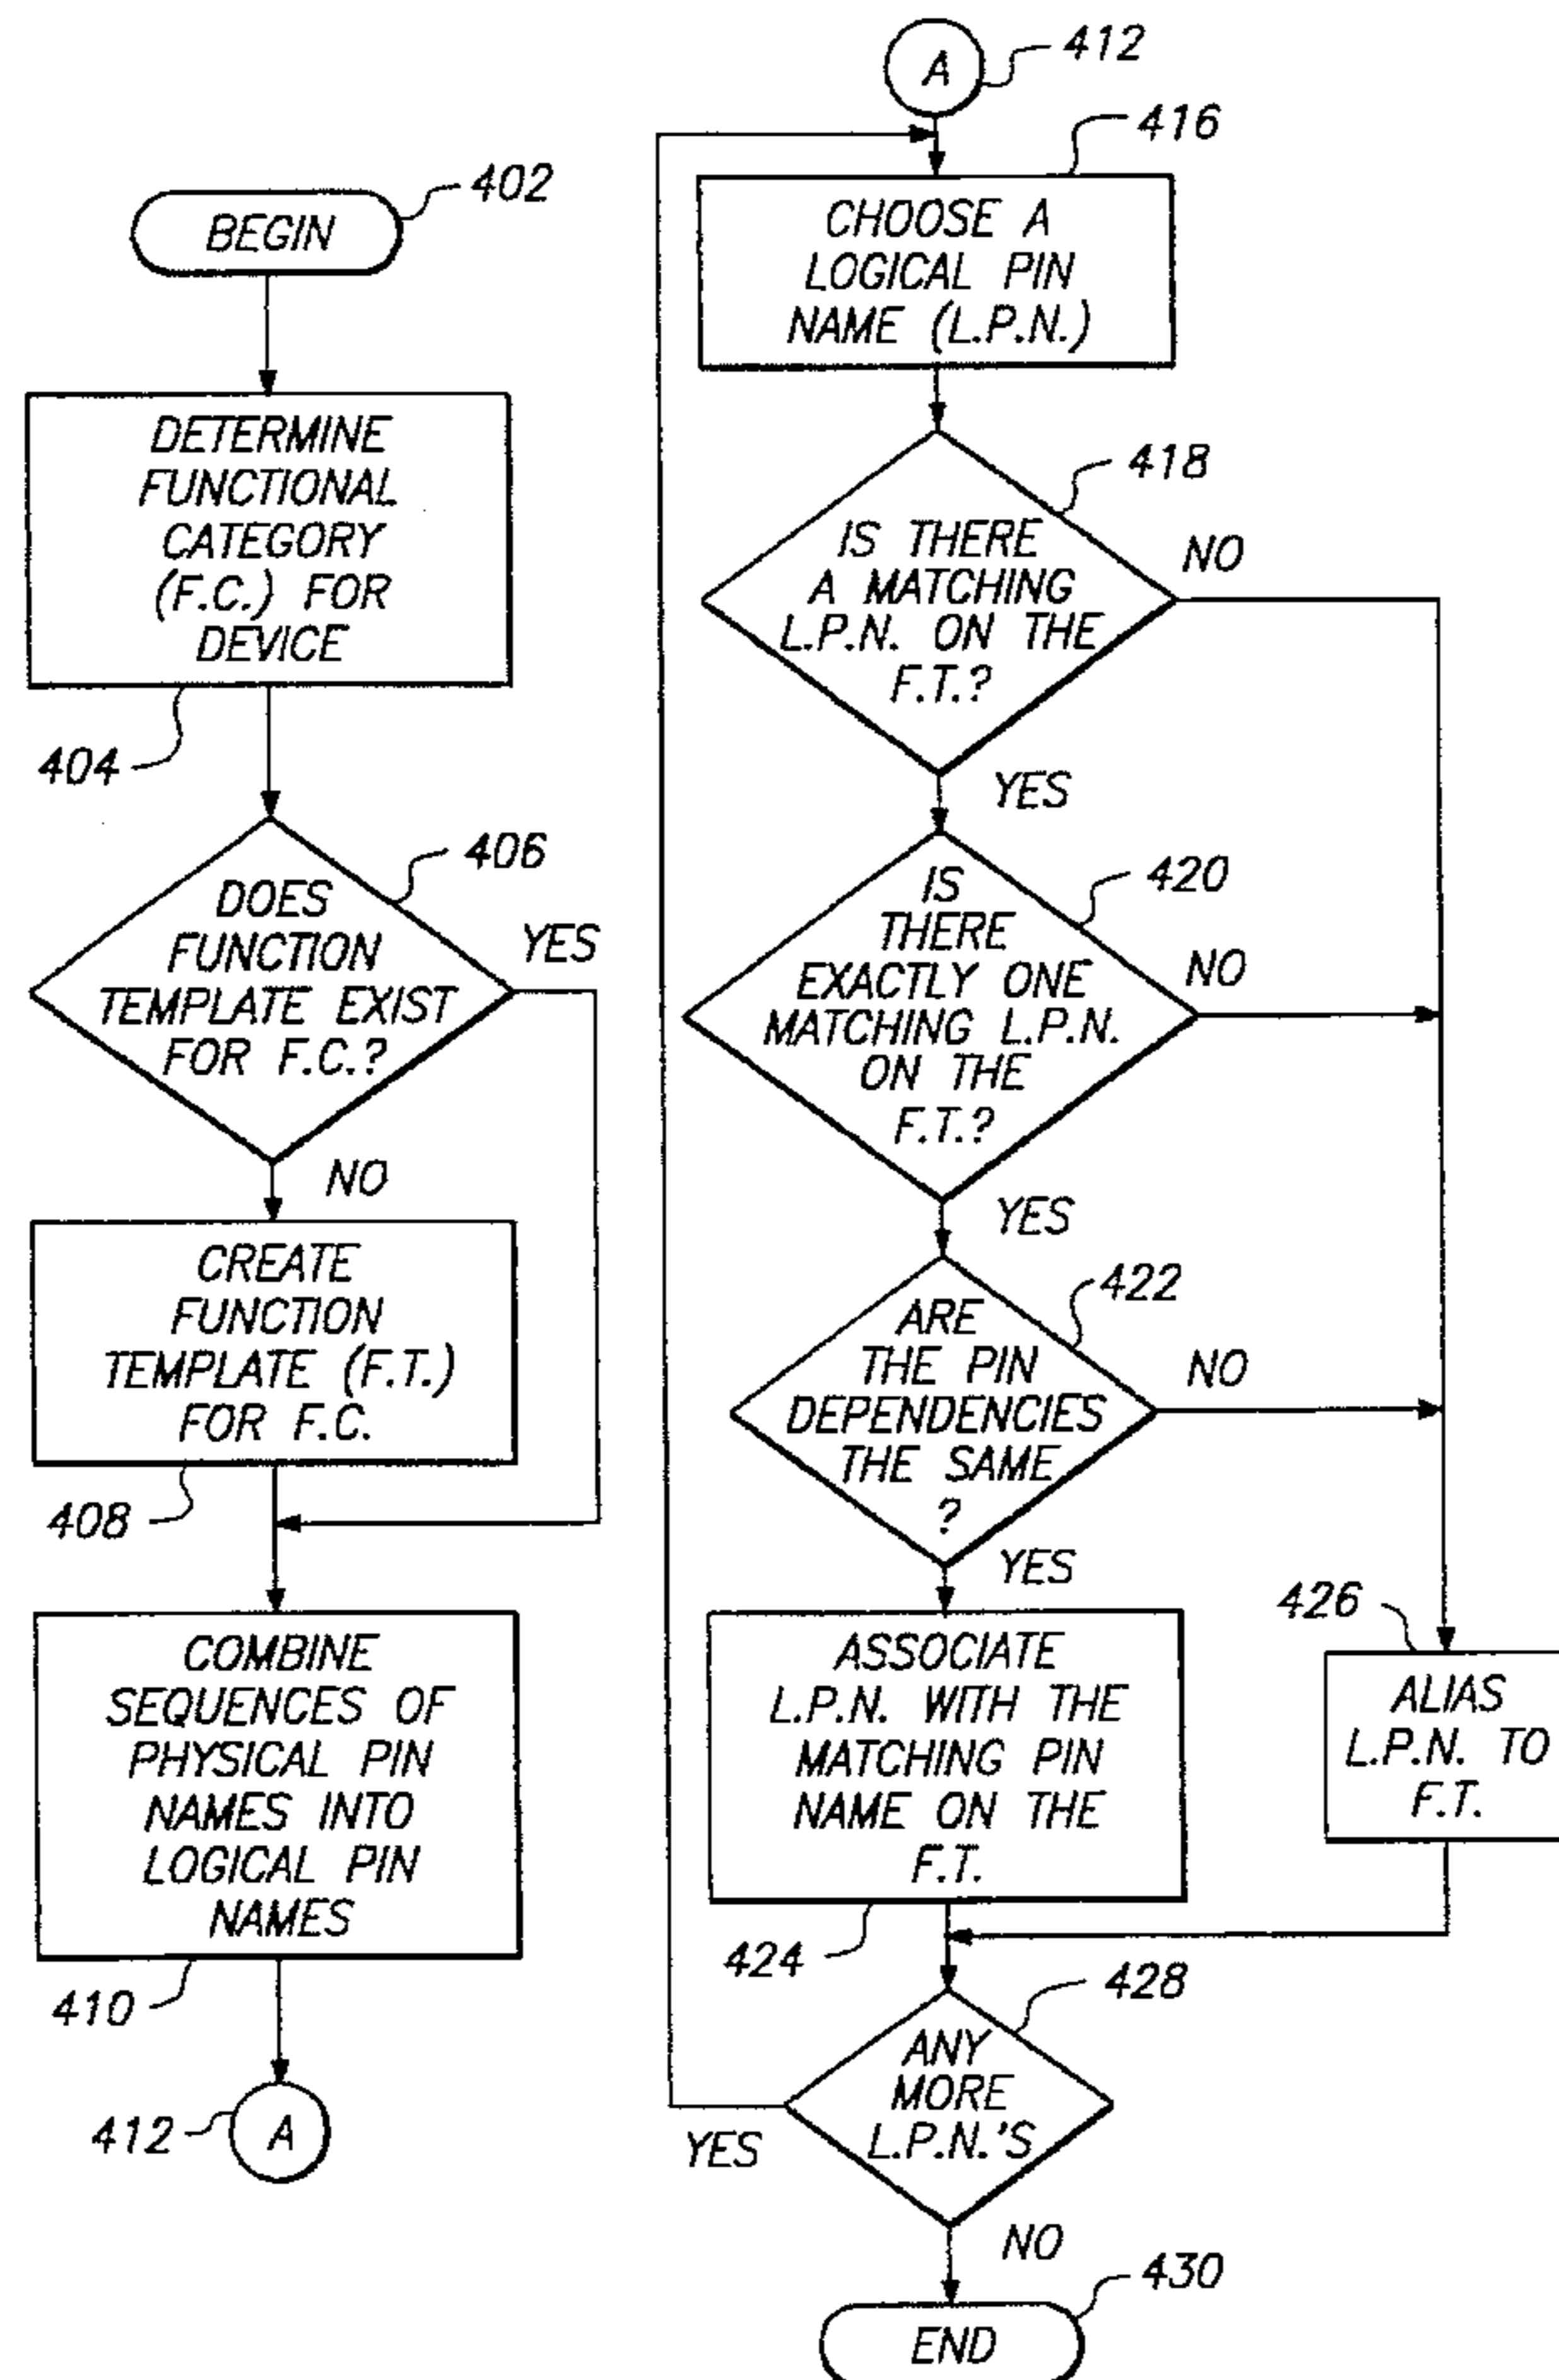 402
BEGIN
DETERMINE
FUNCTIONAL
CATEGORY
(F.C.) FOR
DEVICE
404
406
DOES
FUNCTION
TEMPLATE EXIST
FOR F.C.?
YES
NO
CREATE
FUNCTION
TEMPLATE (F.T.)
FOR F.C.
408
COMBINE
SEQUENCES OF
PHYSICAL PIN
NAMES INTO
LOGICAL PIN
NAMES
410
412
A
A
412
416
CHOOSE A
LOGICAL PIN
NAME (L.P.N.)
418
IS THERE
A MATCHING
L.P.N. ON THE
F.T.?
NO
YES
420
IS
THERE
EXACTLY ONE
MATCHING L.P.N.
ON THE
F.T.?
NO
YES
422
ARE
THE PIN
DEPENDENCIES
THE SAME
?
NO
YES
ASSOCIATE
L.P.N. WITH THE
MATCHING PIN
NAME ON THE
F.T.
424
426
ALIAS
L.P.N. TO
F.T.
428
ANY
MORE
L.P.N.'S
YES
NO
430
END